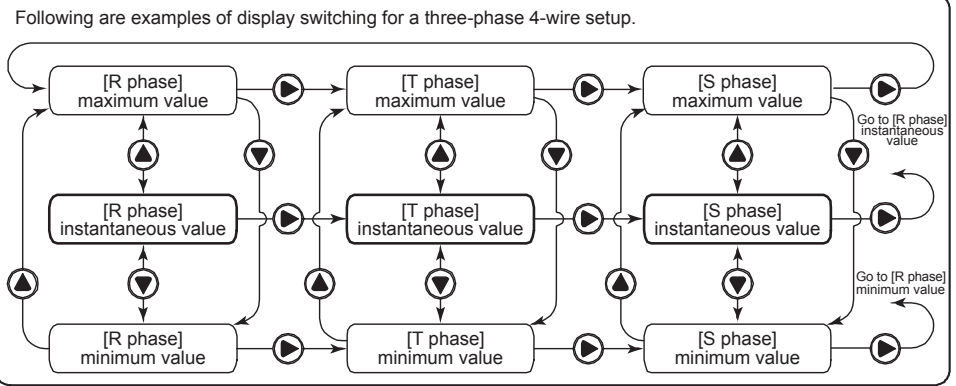 Following are examples of display switching for a three-phase 4-wire setup.
[R phase]
maximum value
[T phase]
maximum value
[S phase]
maximum value
Go to [R phase]
instantaneous
value
[R phase]
instantaneous value
[T phase]
instantaneous value
[S phase]
instantaneous value
Go to [R phase]
minimum value
[R phase]
minimum value
[T phase]
minimum value
[S phase]
minimum value